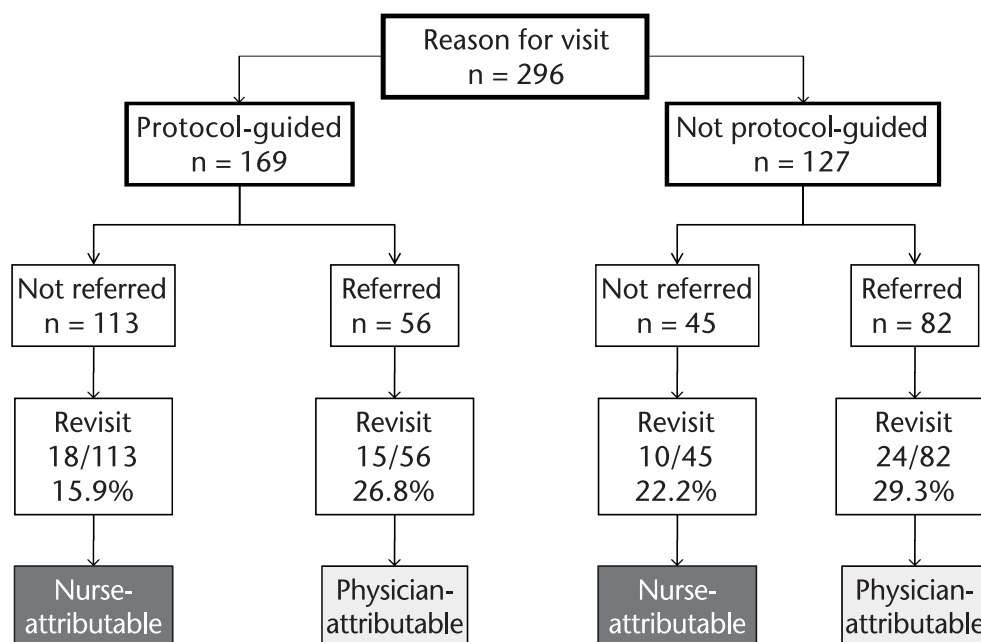 Reason for visit
n = 296
Protocol-guided
n = 169
Not protocol-guided
n = 127
Not referred
n = 113
Referred
n = 56
Not referred
n = 45
Referred
n = 82
Revisit
18/113
15.9%
Revisit
15/56
26.8%
Revisit
10/45
22.2%
Revisit
24/82
29.3%
Nurse-
attributable
Physician-
attributable
Nurse-
attributable
Physician-
attributable